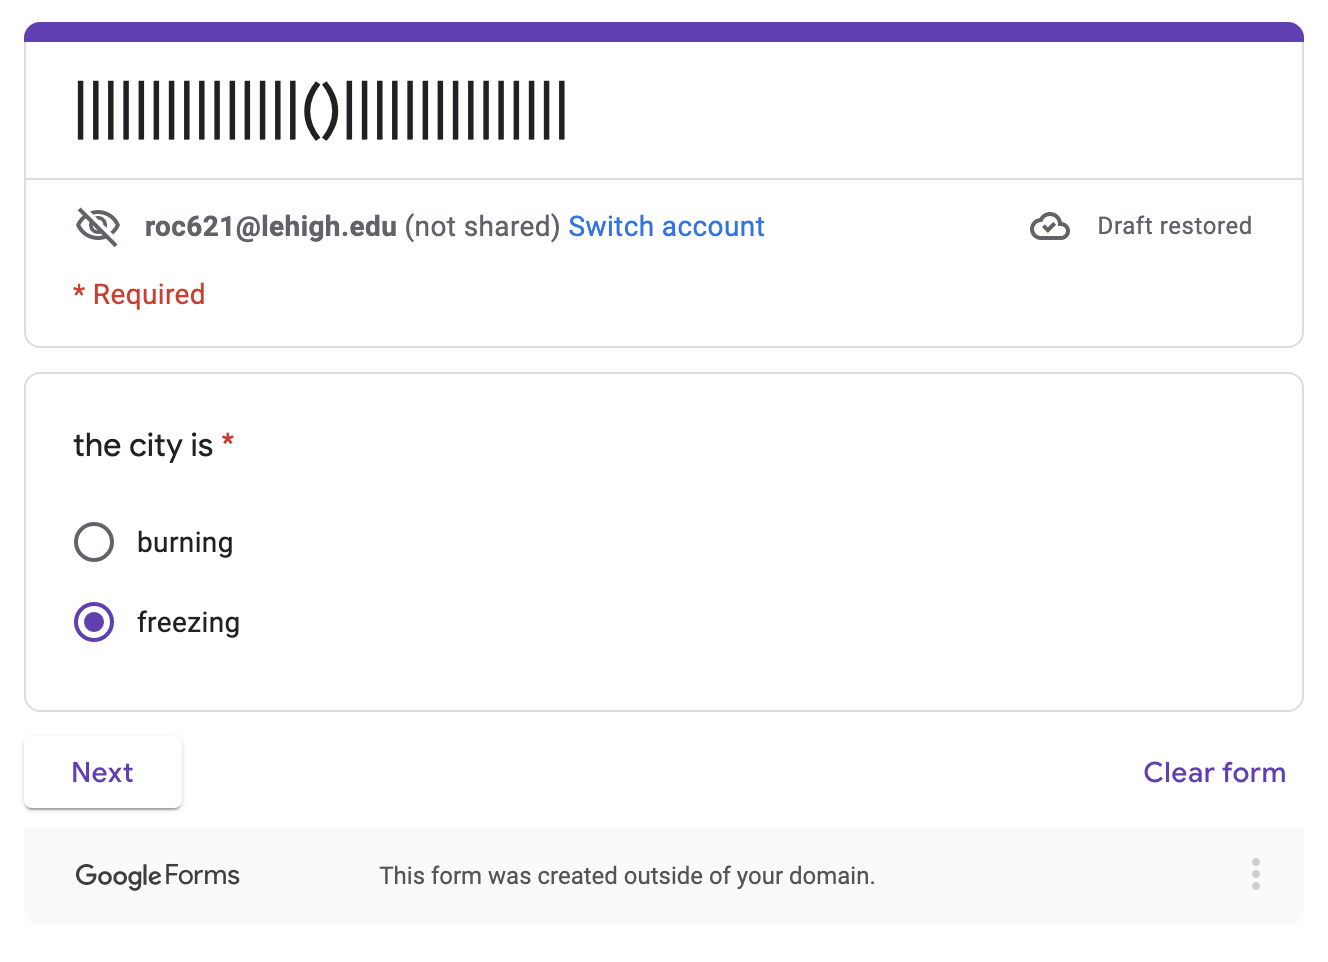 |||||||||||||||()|||||||||||||||
roc621@lehigh.edu (not shared) Switch account
Draft restored
* Required
the city is *
burning
freezing
Next
Clear form
Google Forms
This form was created outside of your domain.